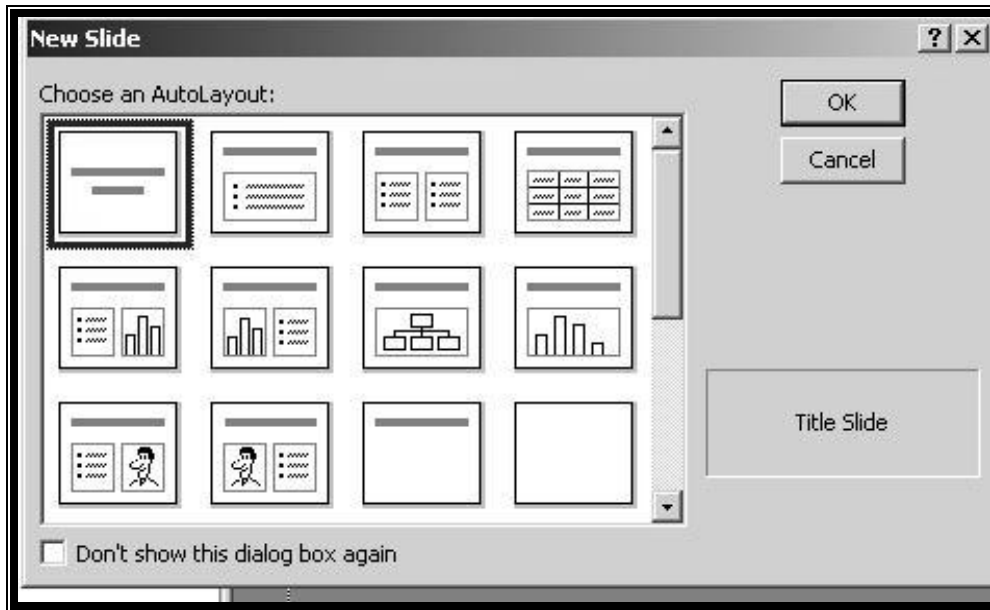 New Slide
Choose an AutoLayout:
OK
Cancel
Title Slide
Don't show this dialog box again